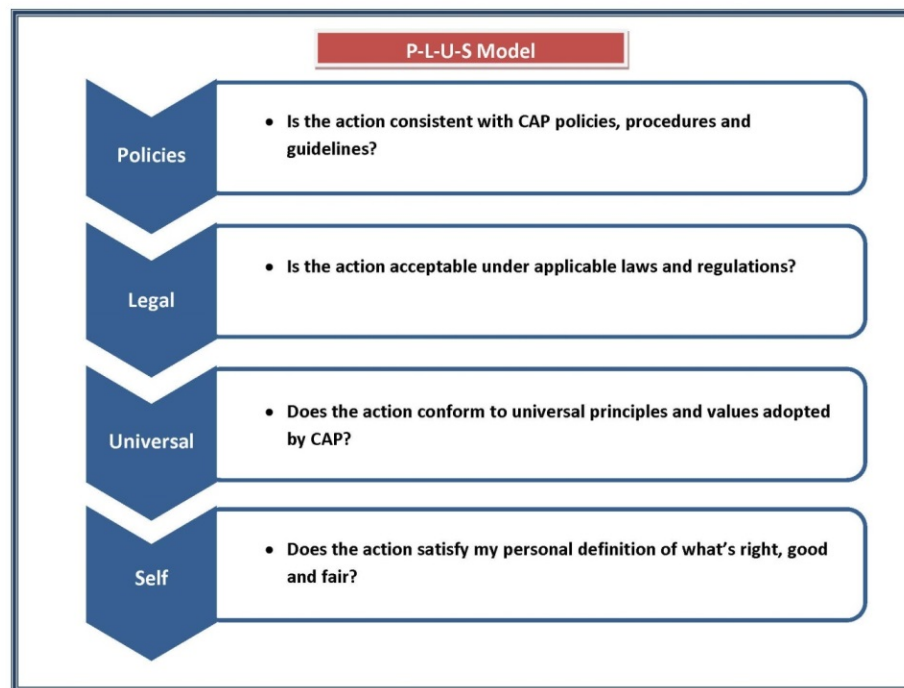 P-L-U-S Model
Policies
• Is the action consistent with CAP policies, procedures and
guidelines?
Legal
• Is the action acceptable under applicable laws and regulations?
Universal
• Does the action conform to universal principles and values adopted
by CAP?
Self
• Does the action satisfy my personal definition of what's right, good
and fair?